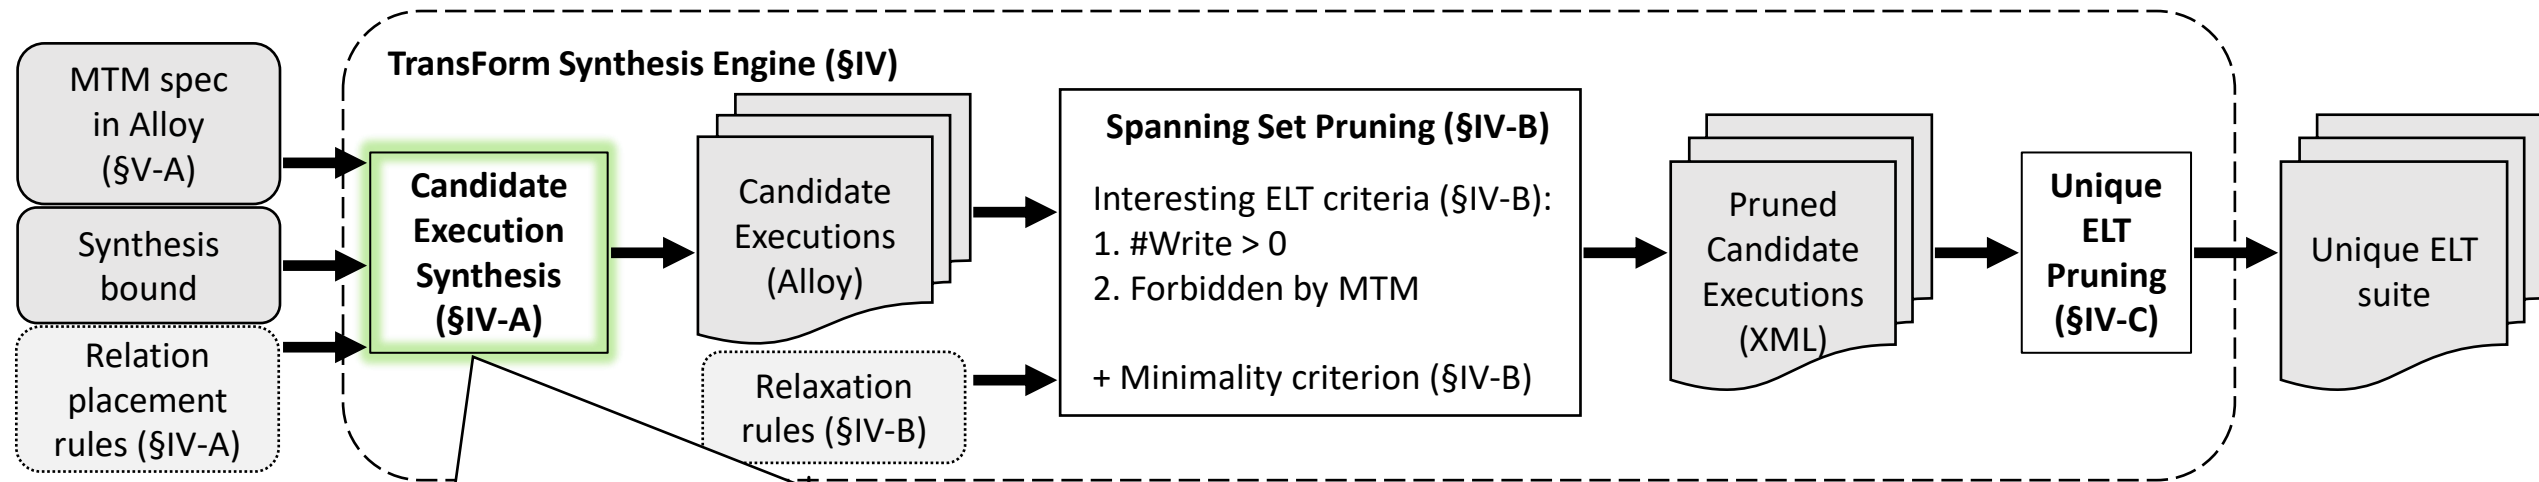 MTM spec
in Alloy
(§V-A)
Synthesis
bound
Relation
placement
rules (§IV-A)
TransForm Synthesis Engine (§IV)
Candidate
Execution
Synthesis
(§IV-A)
Candidate
Executions
(Alloy)
Relaxation
rules (§IV-B)
Spanning Set Pruning (§IV-B)
Interesting ELT criteria (§IV-B):
1. #Write > 0
2. Forbidden by MTM
+ Minimality criterion (§IV-B)
Pruned
Candidate
Executions
(XML)
Unique
ELT
Pruning
(§IV-C)
Unique ELT
suite